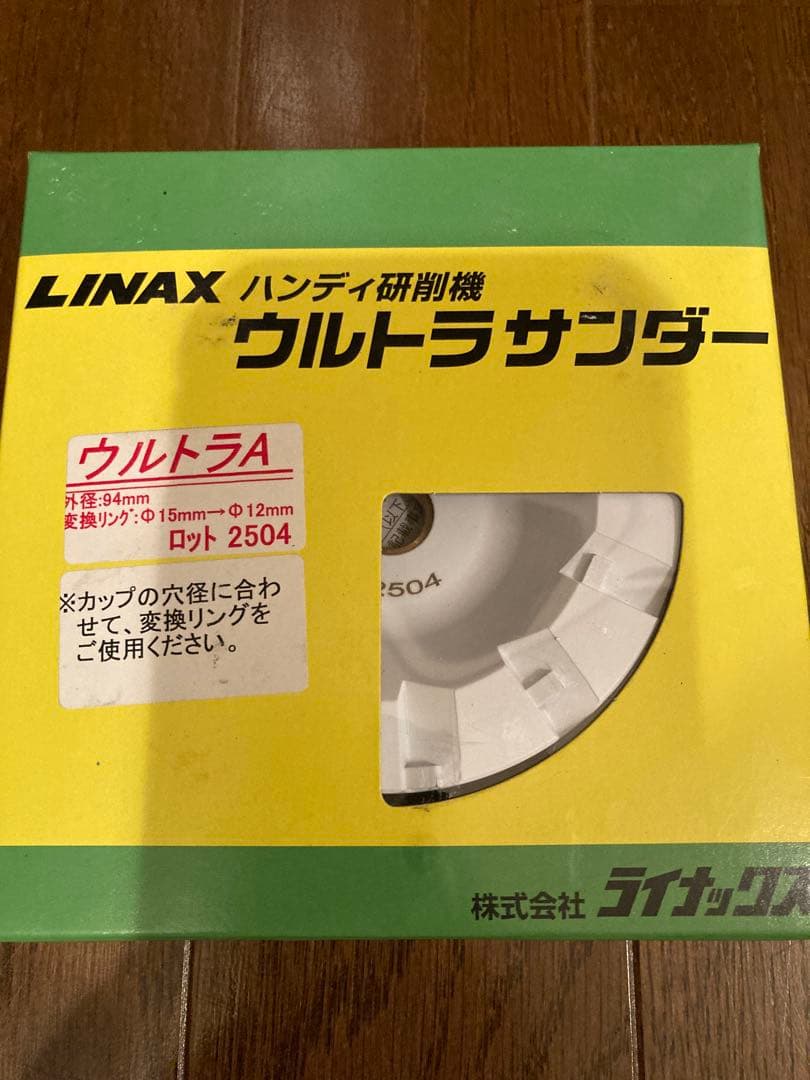 LINAX ハンディ研削機
ウルトラサンダー
ウルトラA
外径:94mm
変換リング:Φ15mm→Φ12mm
ロット 2504
※カップの穴径に合わ
せて、変換リングを
ご使用ください。
2504
株式会社 ライナックス